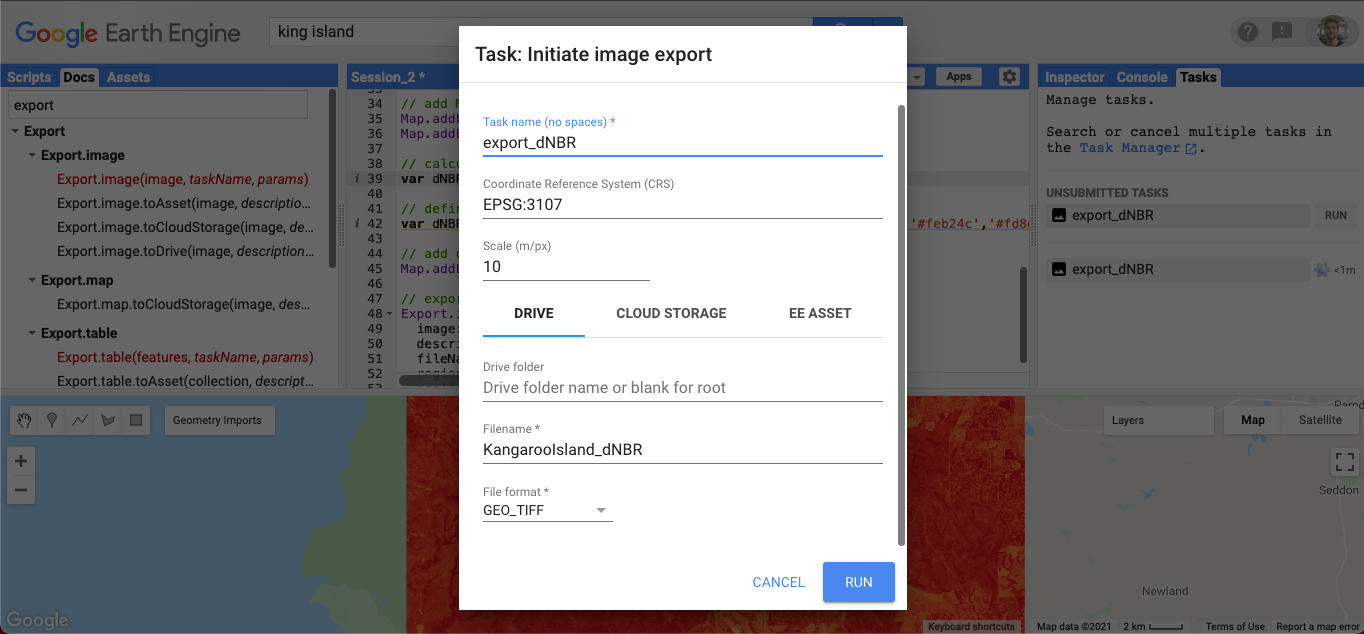 Google Earth Engine
king island
Scripts Docs Assets
export
Export
Export.image
Export.image(image, taskName, params)
Export.image.toAsset(image, descriptio...
Export.image.toCloudStorage(image, de...
Export.image.toDrive(image, description...
Export.map
Export.map.toCloudStorage(image, des...
Export.table
Export.table(features, taskName, params)
Export.table.toAsset(collection, descript...
Session_2 *
Apps
34 // add
35 Map.add
36 Map.add
37
38 // calcu
i 39 var dNBR
40
41 // defin
i 42 var dNBR
'#feb24c','#fd8
43
44 // add
45 Map.add
46
47 // expor
48 Export.i
49 image:
50 descri
51 fileNa
52 region
Task: Initiate image export
Task name (no spaces) *
export_dNBR
Coordinate Reference System (CRS)
EPSG:3107
Scale (m/px)
10
DRIVE CLOUD STORAGE EE ASSET
Drive folder
Drive folder name or blank for root
Filename *
KangarooIsland_dNBR
File format *
GEO_TIFF
CANCEL RUN
Inspector Console Tasks
Manage tasks.
Search or cancel multiple tasks in
the Task Manager .
UNSUBMITTED TASKS
export_dNBR RUN
export_dNBR <1m
Geometry Imports
+
−
Layers
Map Satellite
Seddon
Newland
Google
Keyboard shortcuts Map data ©2021 2 km Terms of Use Report a map error